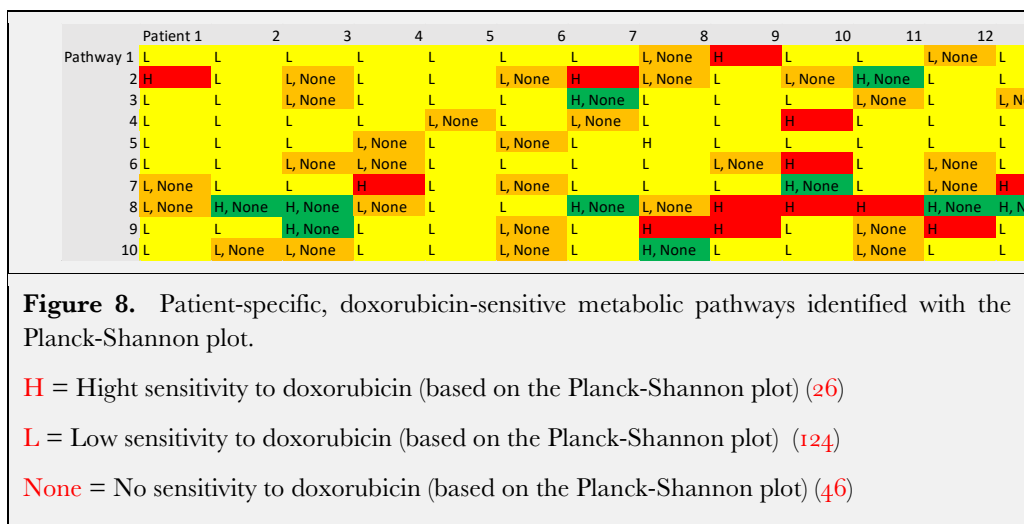 Patient 1 2 3 4 5 6 7 8 9 10 11 12
Pathway 1 L L L L L L L L, None H L L L, None L
2 H L L, None L L L, None H L, None L L, None H, None L L
3 L L L, None L L L H, None L L L L, None L L,
4 L L L L L, None L L, None L L H L L L
5 L L L L, None L L, None L H L L L L L
6 L L L, None L, None L L L L L, None H L L, None L
7 L, None L L H L L, None L L L H, None L L, None H
8 L, None H, None H, None L, None L L H, None L, None H H H H, None H,
9 L L H, None L L L, None L H H L L, None H L
10 L L, None L, None L L L, None L H, None L L L, None L L
Figure 8. Patient-specific, doxorubicin-sensitive metabolic pathways identified with the
Planck-Shannon plot.
H = Hight sensitivity to doxorubicin (based on the Planck-Shannon plot) (26)
L = Low sensitivity to doxorubicin (based on the Planck-Shannon plot) (124)
None = No sensitivity to doxorubicin (based on the Planck-Shannon plot) (46)